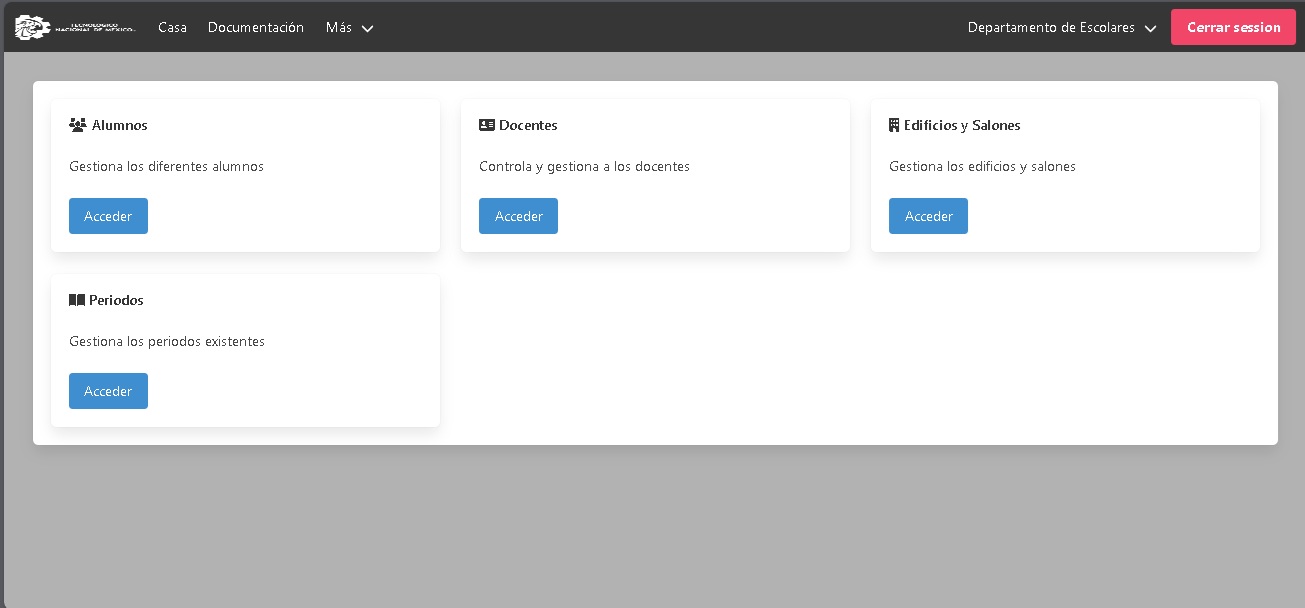 TECNOLÓGICO
NACIONAL DE MÉXICO
Casa Documentación Más Departamento de Escolares Cerrar session
Alumnos
Gestiona los diferentes alumnos
Acceder
Docentes
Controla y gestiona a los docentes
Acceder
Edificios y Salones
Gestiona los edificios y salones
Acceder
Periodos
Gestiona los periodos existentes
Acceder